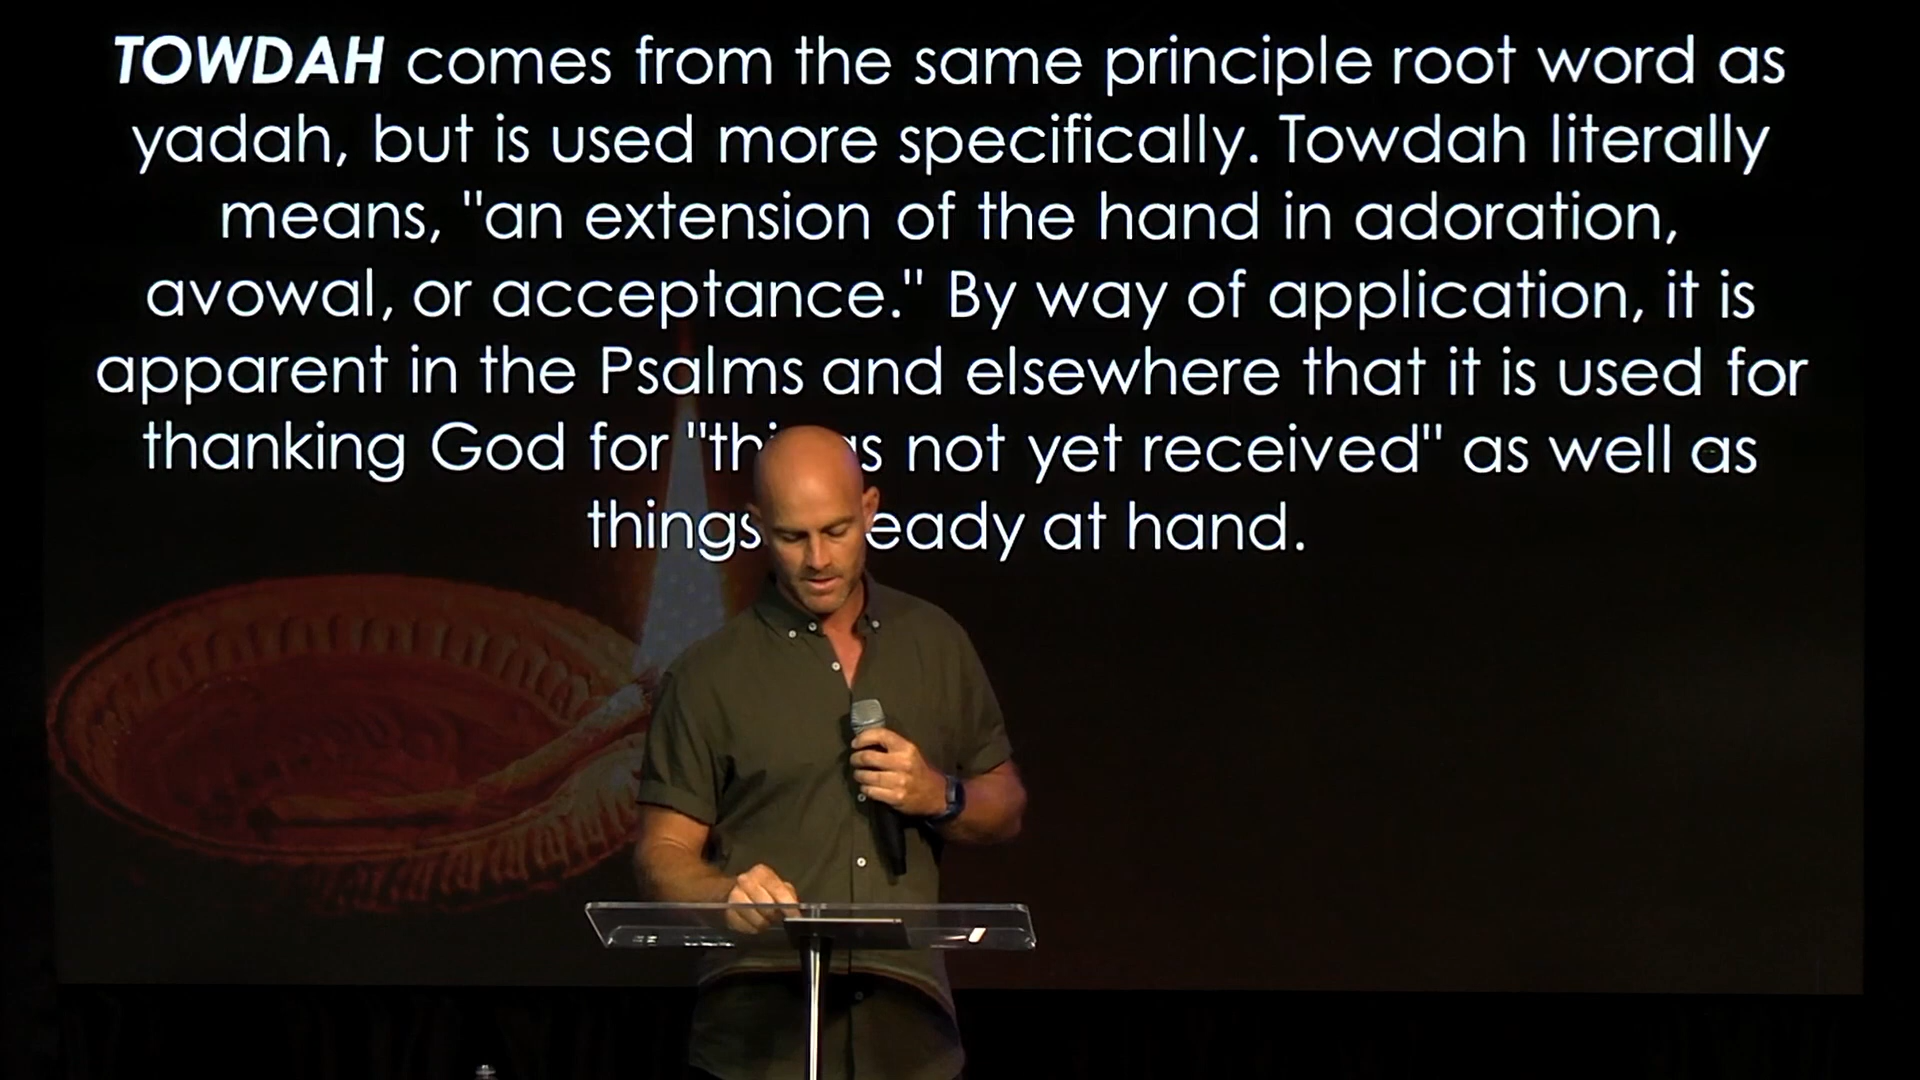 TOWDAH comes from the same principle root word as
yadah, but is used more specifically. Towdah literally
means, "an extension of the hand in adoration,
avowal, or acceptance." By way of application, it is
apparent in the Psalms and elsewhere that it is used for
thanking God for not yet received" as well as
things at hand.